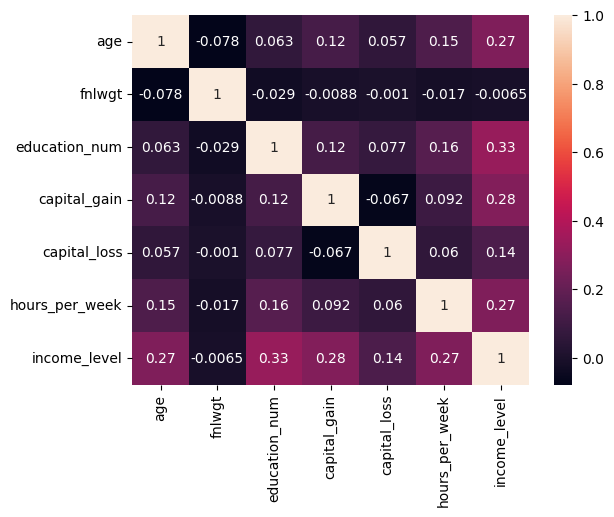 age 1 -0.078 0.063 0.12 0.057 0.15 0.27
fnlwgt -0.078 1 -0.029 -0.0088 -0.001 -0.017 -0.0065
education_num 0.063 -0.029 1 0.12 0.077 0.16 0.33
capital_gain 0.12 -0.0088 0.12 1 -0.067 0.092 0.28
capital_loss 0.057 -0.001 0.077 -0.067 1 0.06 0.14
hours_per_week 0.15 -0.017 0.16 0.092 0.06 1 0.27
income_level 0.27 -0.0065 0.33 0.28 0.14 0.27 1
age
fnlwgt
education_num
capital_gain
capital_loss
hours_per_week
income_level
1.0
0.8
0.6
0.4
0.2
0.0